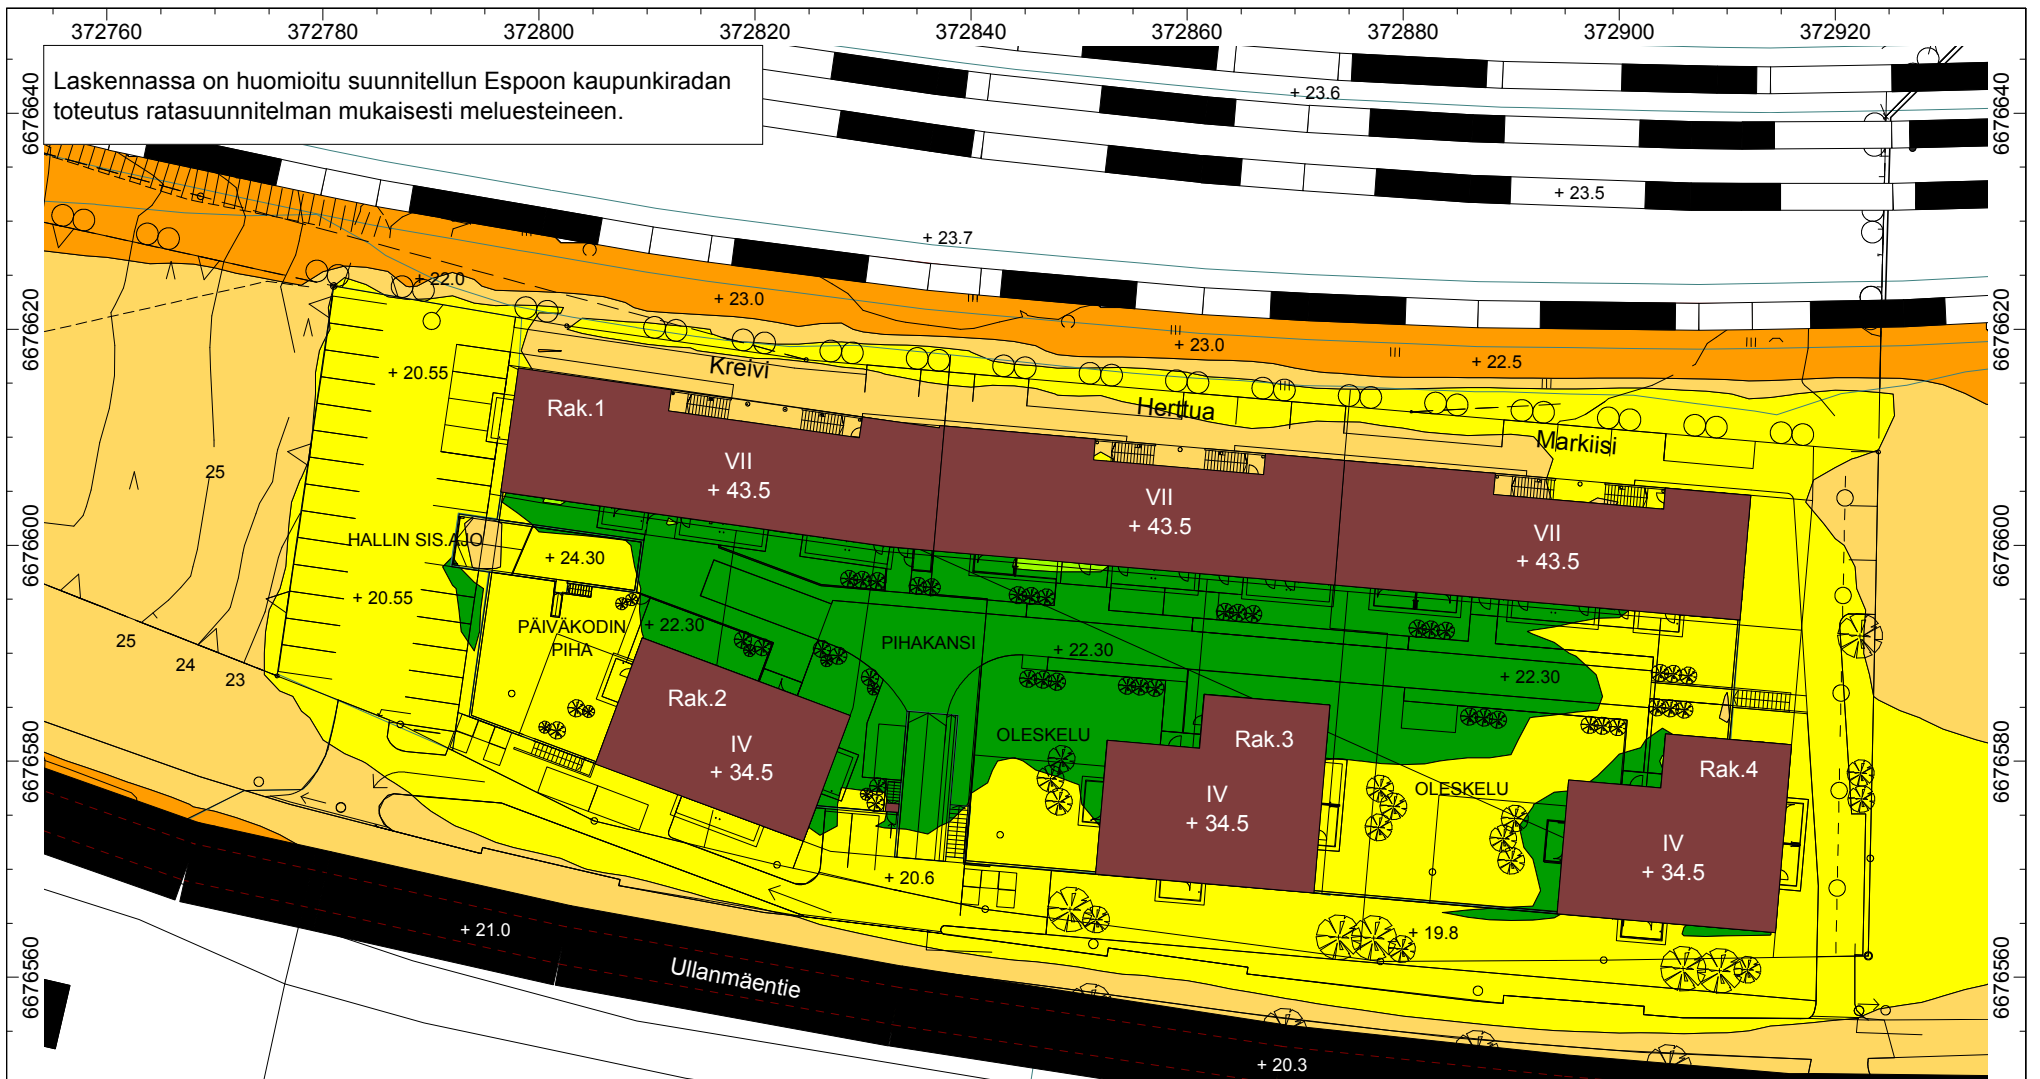 372760 372780 372800 372820 372840 372860 372880 372900 372920
Laskennassa on huomioitu suunnitellun Espoon kaupunkiradan
toteutus ratasuunnitelman mukaisesti meluesteineen.
6676640
6676640
+ 23.6
+ 23.5
+ 23.7
+ 22.0
+ 23.0
6676620
6676620
+ 23.0
+ 22.5
+ 20.55
Kreivi
Herttua
Markiisi
Rak.1
VII
+ 43.5
VII
+ 43.5
VII
+ 43.5
25
6676600
6676600
HALLIN SIS.AJO
+ 24.30
+ 20.55
PÄIVÄKODIN
PIHA
+ 22.30
PIHAKANSI
+ 22.30
+ 22.30
25
24
23
Rak.2
IV
+ 34.5
OLESKELU
Rak.3
IV
+ 34.5
OLESKELU
Rak.4
IV
+ 34.5
6676580
6676580
+ 20.6
+ 19.8
+ 21.0
Ullanmäentie
6676560
6676560
+ 20.3